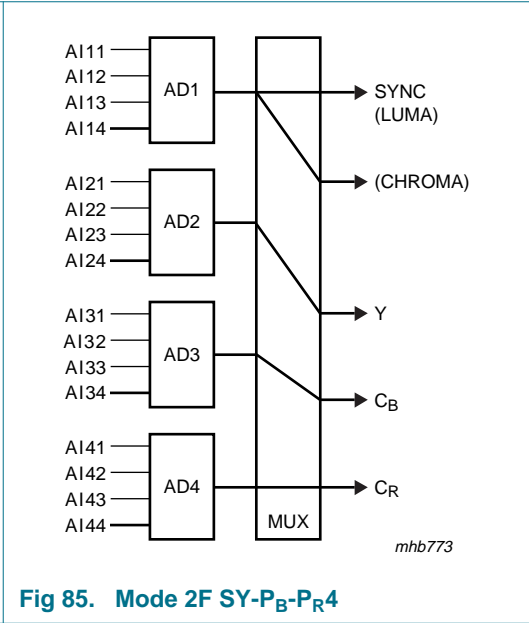 AI11
AI12
AI13
AI14
AD1
SYNC
(LUMA)
(CHROMA)
AI21
AI22
AI23
AI24
AD2
Y
AI31
AI32
AI33
AI34
AD3
CB
AI41
AI42
AI43
AI44
AD4
CR
MUX
mhb773
Fig 85. Mode 2F SY-PB-PR4